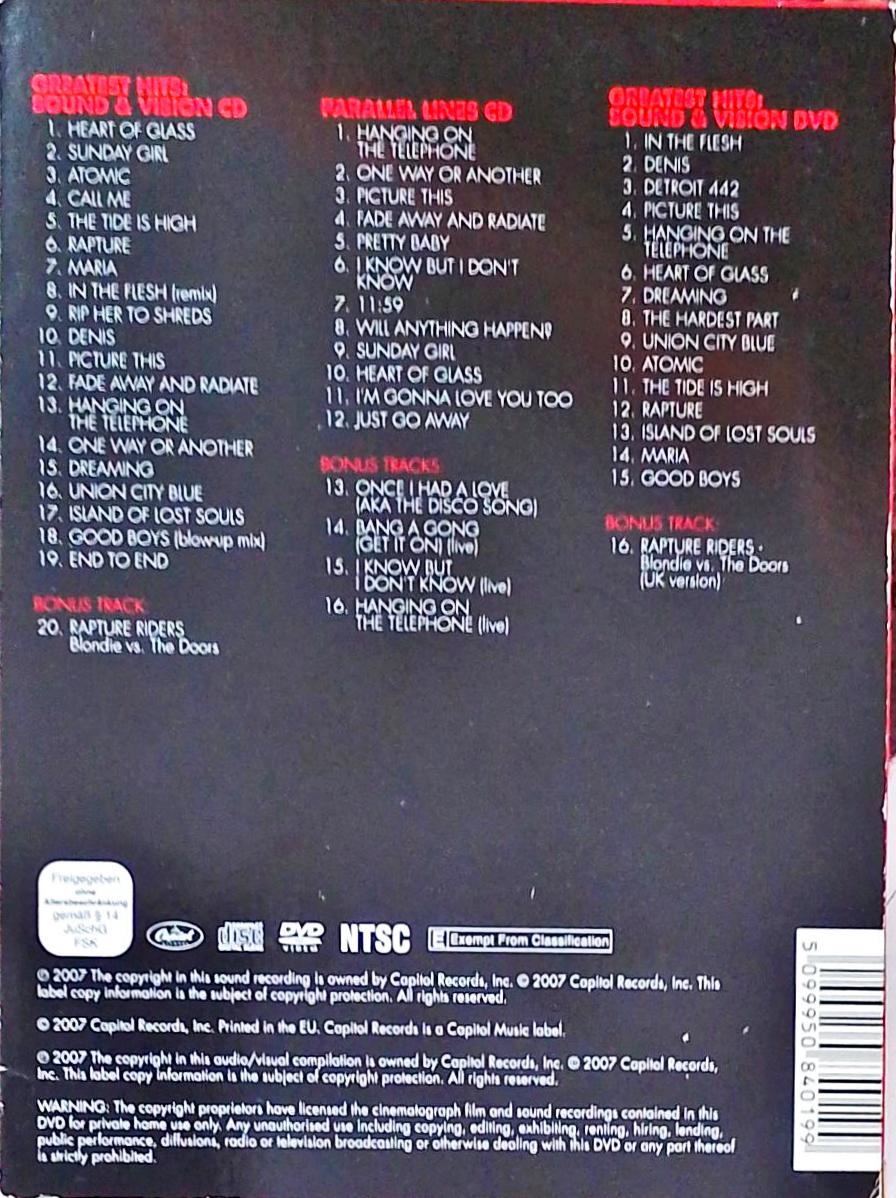 GREATEST HITS:
SOUND & VISION CD
1. HEART OF GLASS
2. SUNDAY GIRL
3. ATOMIC
4. CALL ME
5. THE TIDE IS HIGH
6. RAPTURE
7. MARIA
8. IN THE FLESH (remix)
9. RIP HER TO SHREDS
10. DENIS
11. PICTURE THIS
12. FADE AWAY AND RADIATE
13. HANGING ON
THE TELEPHONE
14. ONE WAY OR ANOTHER
15. DREAMING
16. UNION CITY BLUE
17. ISLAND OF LOST SOULS
18. GOOD BOYS (blow-up mix)
19. END TO END
BONUS TRACK
20. RAPTURE RIDERS
Blondie vs. The Doors
PARALLEL LINES CD
1. HANGING ON
THE TELEPHONE
2. ONE WAY OR ANOTHER
3. PICTURE THIS
4. FADE AWAY AND RADIATE
5. PRETTY BABY
6. I KNOW BUT I DON'T
KNOW
7. 11:59
8. WILL ANYTHING HAPPEN?
9. SUNDAY GIRL
10. HEART OF GLASS
11. I'M GONNA LOVE YOU TOO
12. JUST GO AWAY
BONUS TRACKS
13. ONCE I HAD A LOVE
(AKA THE DISCO SONG)
14. BANG A GONG
(GET IT ON) (live)
15. I KNOW BUT
I DON'T KNOW (live)
16. HANGING ON
THE TELEPHONE (live)
GREATEST HITS:
SOUND & VISION DVD
1. IN THE FLESH
2. DENIS
3. DETROIT 442
4. PICTURE THIS
5. HANGING ON THE
TELEPHONE
6. HEART OF GLASS
7. DREAMING
8. THE HARDEST PART
9. UNION CITY BLUE
10. ATOMIC
11. THE TIDE IS HIGH
12. RAPTURE
13. ISLAND OF LOST SOULS
14. MARIA
15. GOOD BOYS
BONUS TRACK
16. RAPTURE RIDERS -
Blondie vs. The Doors
(UK version)
Freigegeben
ohne
Altersbeschränkung
gemäß § 14
JuSchG
FSK
Capitol
disc
DVD
VIDEO
NTSC
E Exempt From Classification
℗ 2007 The copyright in this sound recording is owned by Capitol Records, Inc. © 2007 Capitol Records, Inc. This
label copy information is the subject of copyright protection. All rights reserved.
© 2007 Capitol Records, Inc. Printed in the EU. Capitol Records is a Capitol Music label.
℗ 2007 The copyright in this audio/visual compilation is owned by Capitol Records, Inc. © 2007 Capitol Records,
Inc. This label copy information is the subject of copyright protection. All rights reserved.
WARNING: The copyright proprietors have licensed the cinematograph film and sound recordings contained in this
DVD for private home use only. Any unauthorised use including copying, editing, exhibiting, renting, hiring, lending,
public performance, diffusions, radio or television broadcasting or otherwise dealing with this DVD or any part thereof
is strictly prohibited.
5 099950 840199